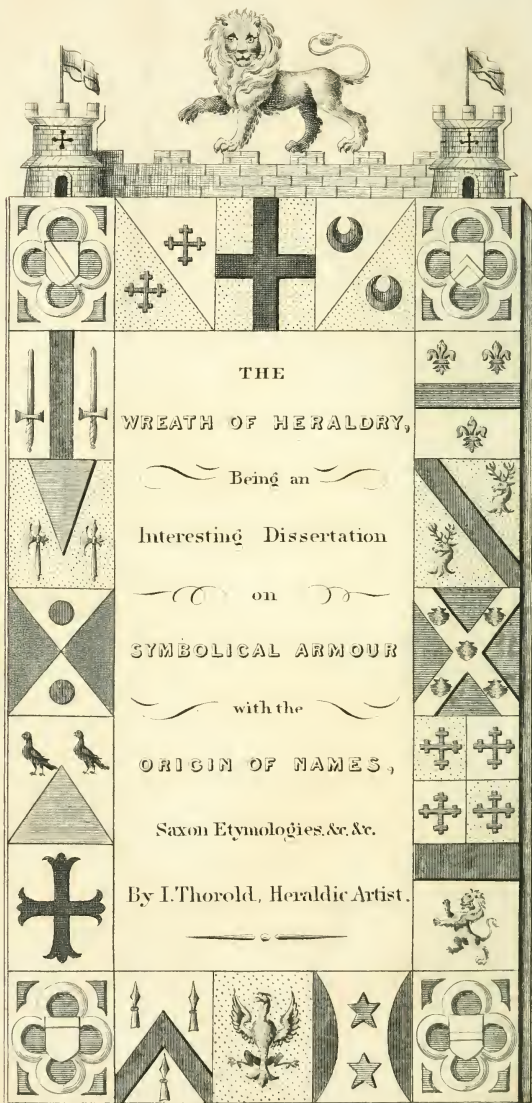 THE
WREATH OF HERALDRY,
Being an
Interesting Dissertation
on
SYMBOLICAL ARMOUR
with the
ORIGIN OF NAMES,
Saxon Etymologies. &c. &c.
By I. Thorold, Heraldic Artist.